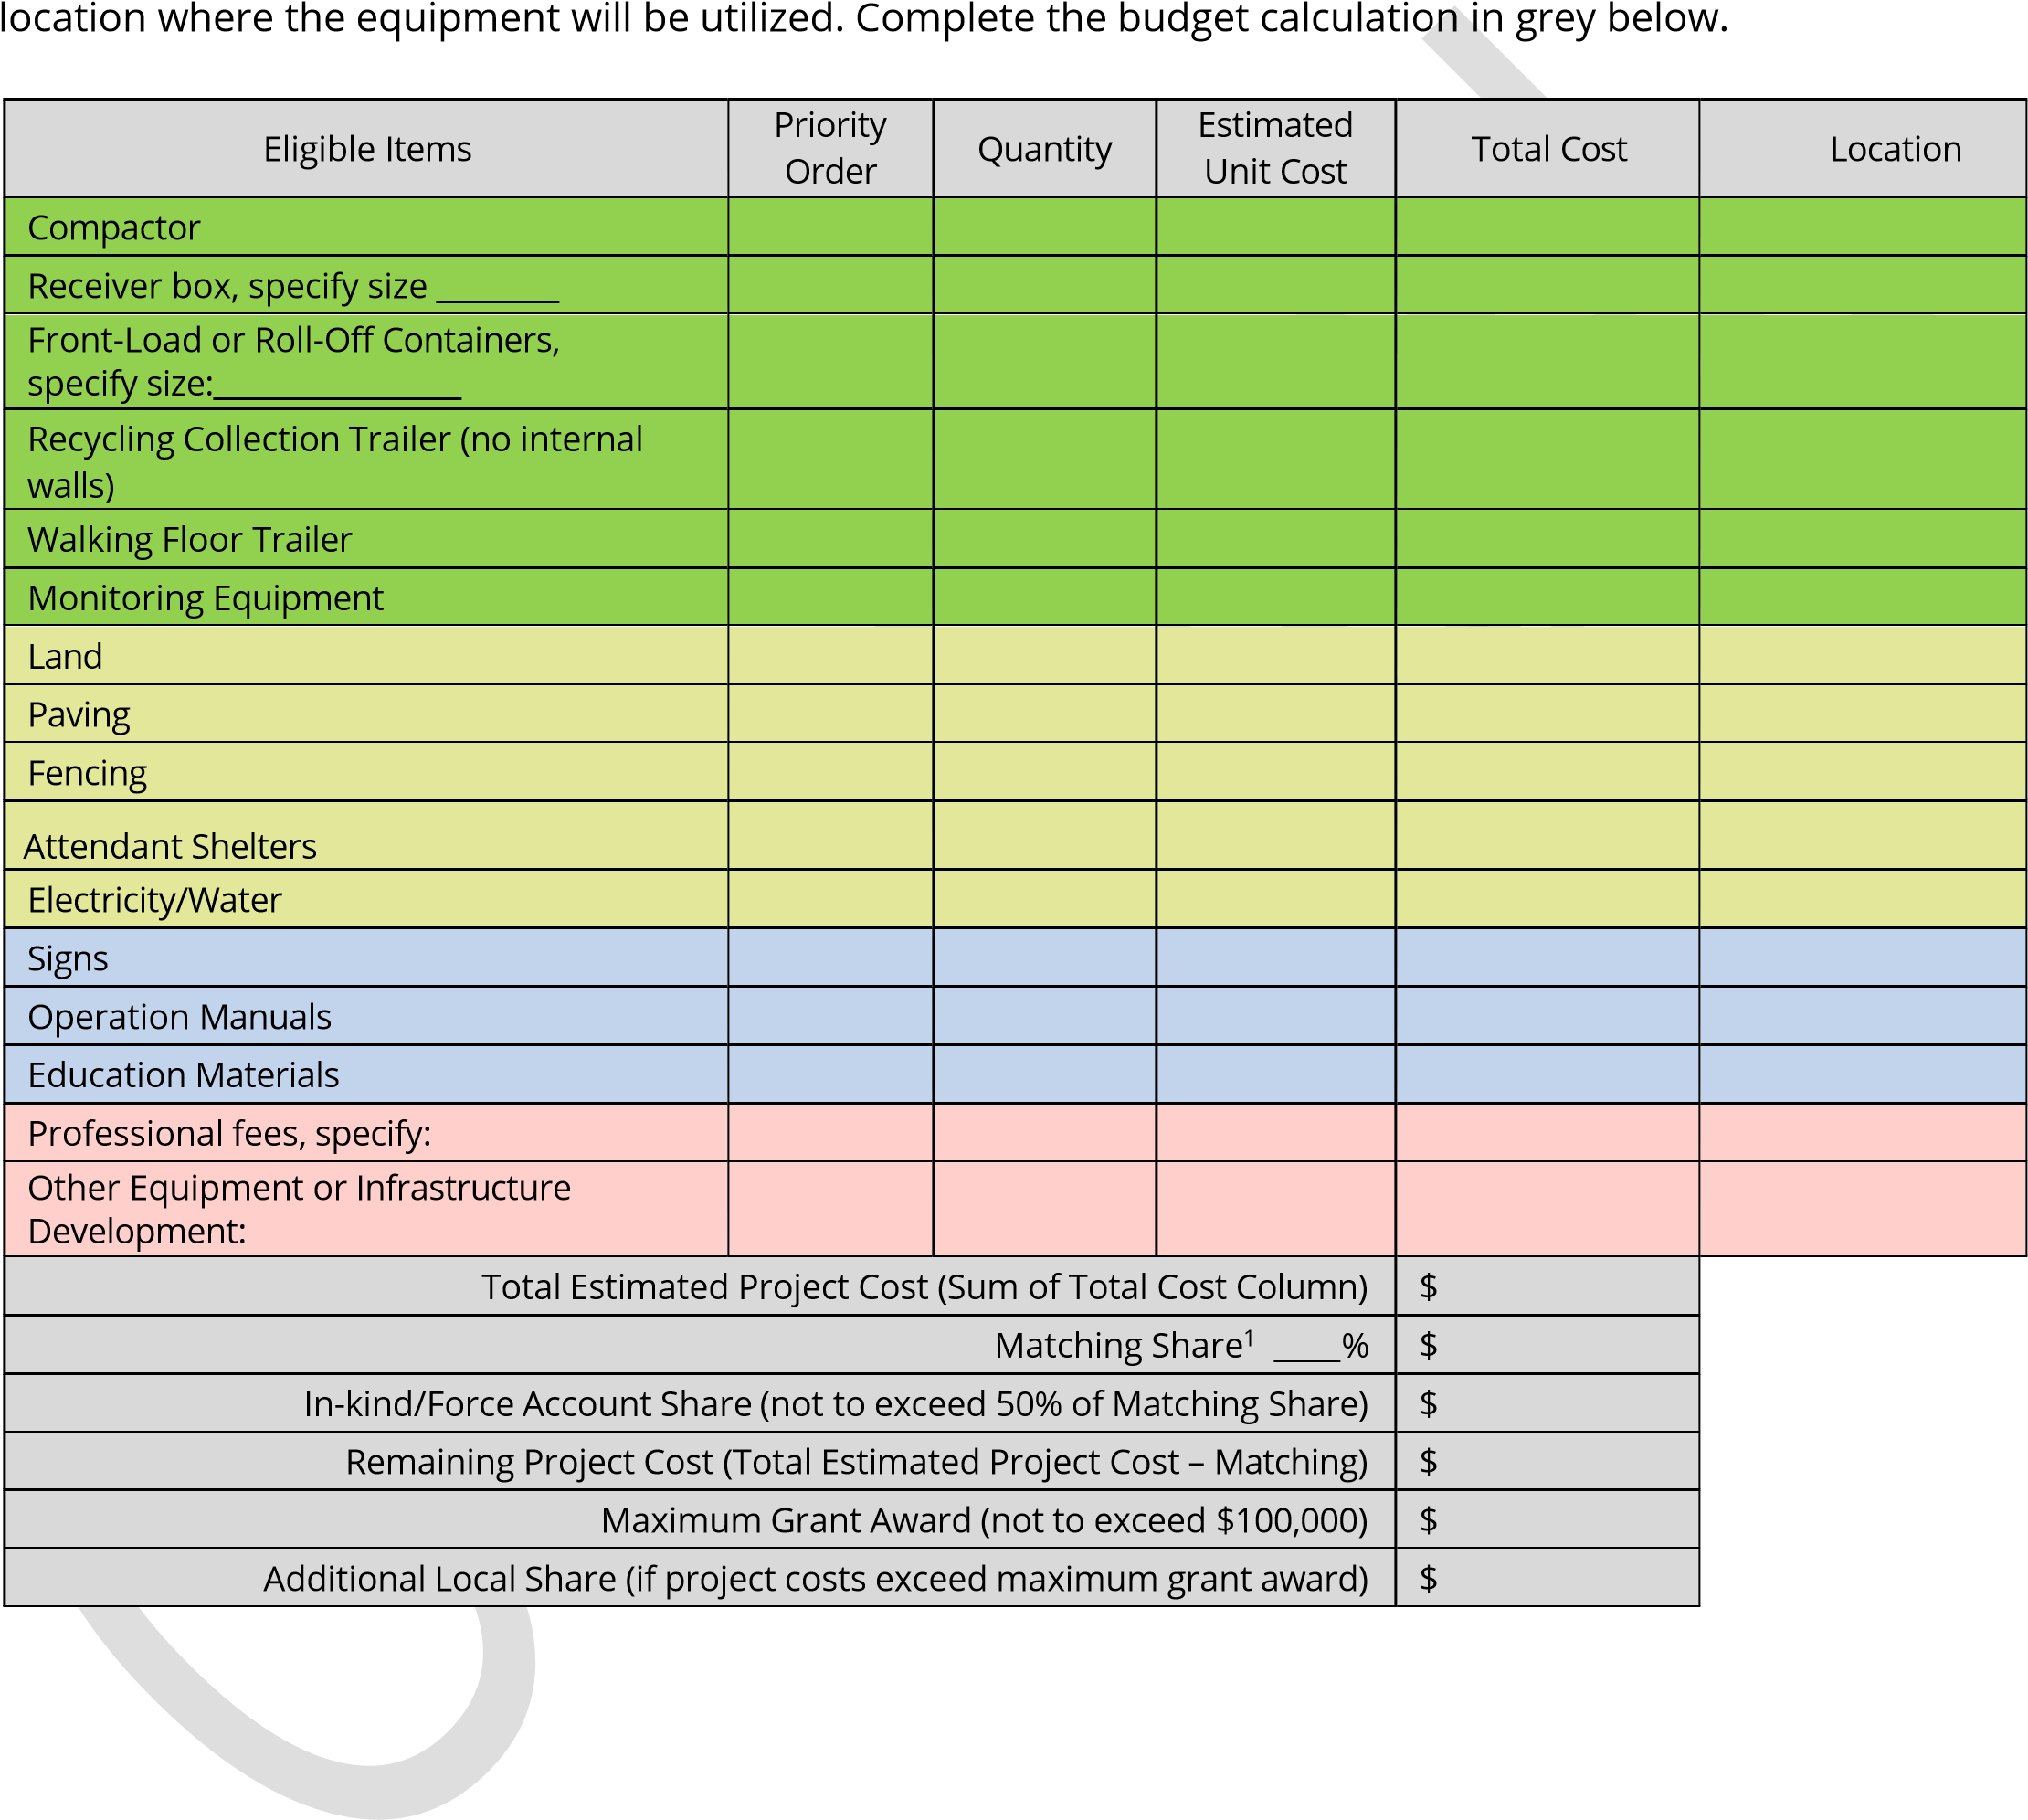 location where the equipment will be utilized. Complete the budget calculation in grey below.
Eligible Items
Priority
Order
Quantity
Estimated
Unit Cost
Total Cost
Location
Compactor
Receiver box, specify size _______
Front-Load or Roll-Off Containers,
specify size:______________
Recycling Collection Trailer (no internal
walls)
Walking Floor Trailer
Monitoring Equipment
Land
Paving
Fencing
Attendant Shelters
Electricity/Water
Signs
Operation Manuals
Education Materials
Professional fees, specify:
Other Equipment or Infrastructure
Development:
Total Estimated Project Cost (Sum of Total Cost Column) $
Matching Share¹ ____% $
In-kind/Force Account Share (not to exceed 50% of Matching Share) $
Remaining Project Cost (Total Estimated Project Cost – Matching) $
Maximum Grant Award (not to exceed $100,000) $
Additional Local Share (if project costs exceed maximum grant award) $